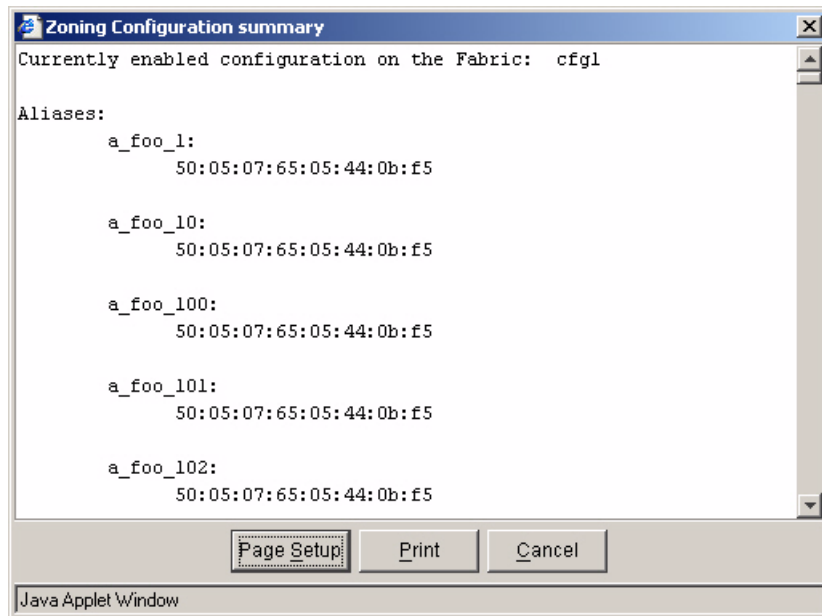 Zoning Configuration summary
Currently enabled configuration on the Fabric:  cfg1
Aliases:
a_foo_1:
50:05:07:65:05:44:0b:f5
a_foo_10:
50:05:07:65:05:44:0b:f5
a_foo_100:
50:05:07:65:05:44:0b:f5
a_foo_101:
50:05:07:65:05:44:0b:f5
a_foo_102:
50:05:07:65:05:44:0b:f5
Page Setup Print Cancel
Java Applet Window